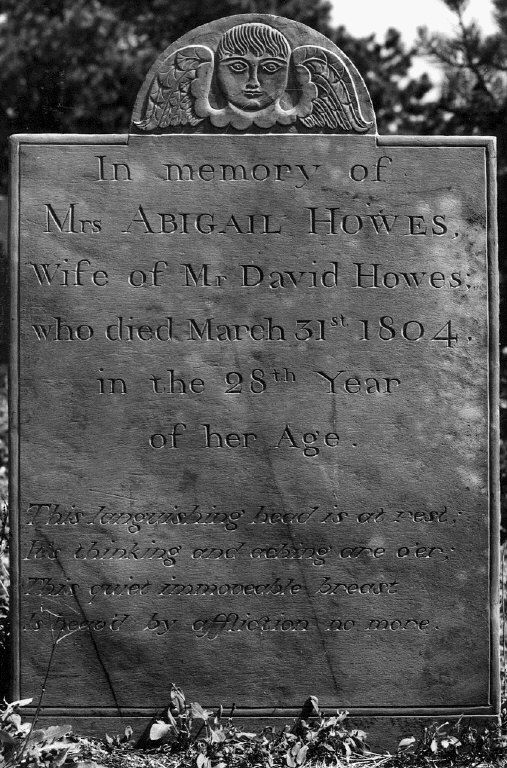 In memory of
Mrs ABIGAIL HOWES,
Wife of Mr David Howes;
who died March 31st 1804,
in the 28th Year
of her Age.
This languishing head is at rest;
It's thinking and aching are o'er;
This quiet immoveable breast
Is heav'd by affliction no more.